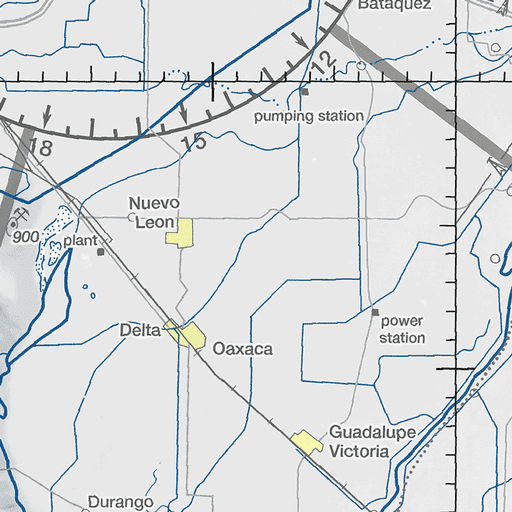 Bataquez
12
pumping station
15
18
Nuevo
Leon
900
plant
Delta
Oaxaca
power
station
Guadalupe
Victoria
Durango